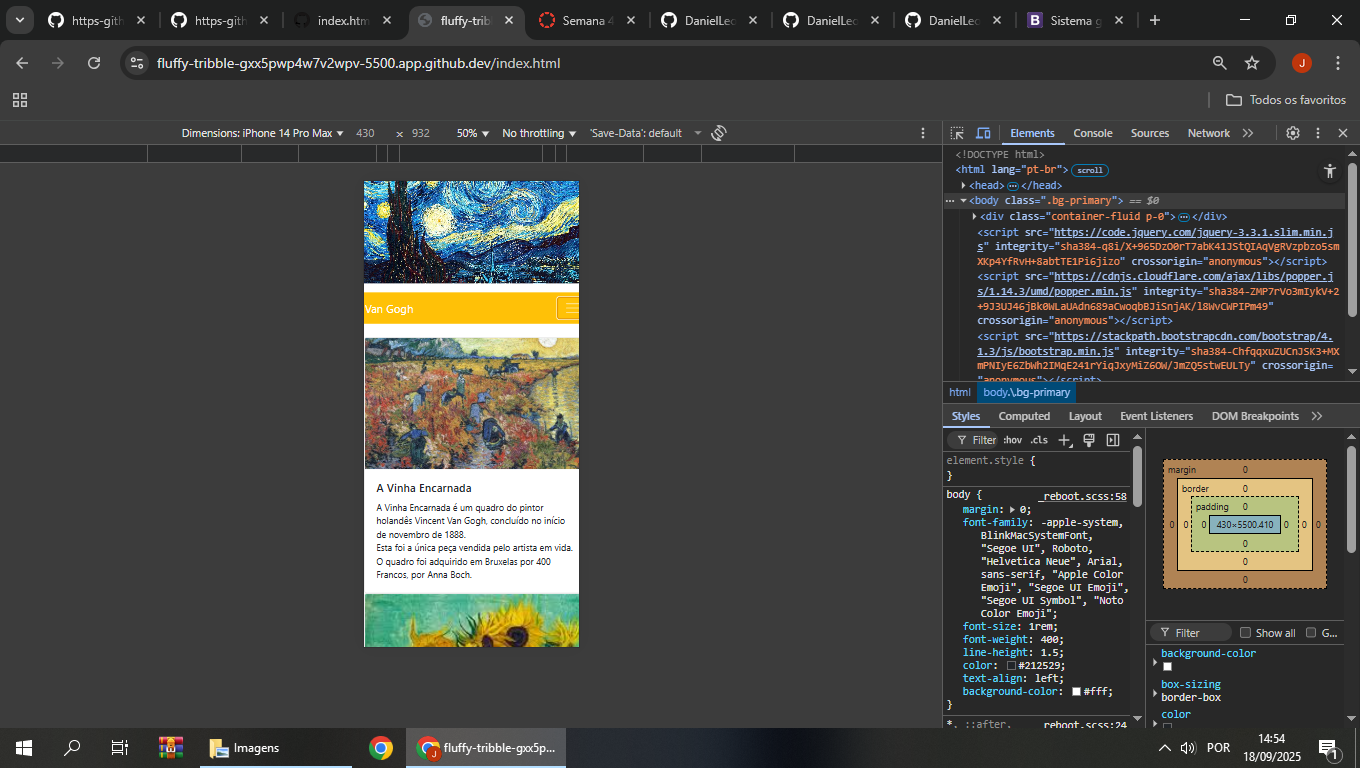 https-gith
https-gith
index.htm
fluffy-trib
Semana 4
DanielLeo
DanielLeo
DanielLeo
B Sistema g
fluffy-tribble-gxx5pwp4w7v2wpv-5500.app.github.dev/index.html
J
Todos os favoritos
Dimensions: iPhone 14 Pro Max 430 x 932 50% No throttling 'Save-Data': default
Elements Console Sources Network
<!DOCTYPE html>
<html lang="pt-br"> scroll
<head> </head>
<body class=".bg-primary"> == $0
<div class="container-fluid p-0"> </div>
<script src="https://code.jquery.com/jquery-3.3.1.slim.min.j
s" integrity="sha384-q8i/X+965DzO0rT7abK41JStQIAqVgRVzpbzo5sm
XKp4YfRvH+8abtTE1Pi6jizo" crossorigin="anonymous"></script>
<script src="https://cdnjs.cloudflare.com/ajax/libs/popper.j
s/1.14.3/umd/popper.min.js" integrity="sha384-ZMP7rVo3mIykV+2
+9J3UJ46jBk0WLaUAdn689aCwoqbBJiSnjAK/l8WvCWPIPm49"
crossorigin="anonymous"></script>
<script src="https://stackpath.bootstrapcdn.com/bootstrap/4.
1.3/js/bootstrap.min.js" integrity="sha384-ChfqqxuZUCnJSK3+MX
mPNIyE6ZbWh2IMqE241rYiqJxyMiZ6OW/JmZQ5stwEULTy" crossorigin=
"anonymous"></script>
html body.\.bg-primary
Styles Computed Layout Event Listeners DOM Breakpoints
Filter :hov .cls
element.style {
}
body { _reboot.scss:58
margin: 0;
font-family: -apple-system,
BlinkMacSystemFont,
"Segoe UI", Roboto,
"Helvetica Neue", Arial,
sans-serif, "Apple Color
Emoji", "Segoe UI Emoji",
"Segoe UI Symbol", "Noto
Color Emoji";
font-size: 1rem;
font-weight: 400;
line-height: 1.5;
color: #212529;
text-align: left;
background-color: #fff;
}
*, ::after, _reboot.scss:24
margin 0
border 0
padding 0
0 0 0 430×5500.410 0 0 0
0
0
0
Filter Show all G...
background-color
box-sizing
border-box
color
Van Gogh
A Vinha Encarnada
A Vinha Encarnada é um quadro do pintor
holandês Vincent Van Gogh, concluído no início
de novembro de 1888.
Esta foi a única peça vendida pelo artista em vida.
O quadro foi adquirido em Bruxelas por 400
Francos, por Anna Boch.
Imagens
J
fluffy-tribble-gxx5p...
POR
14:54
18/09/2025
1